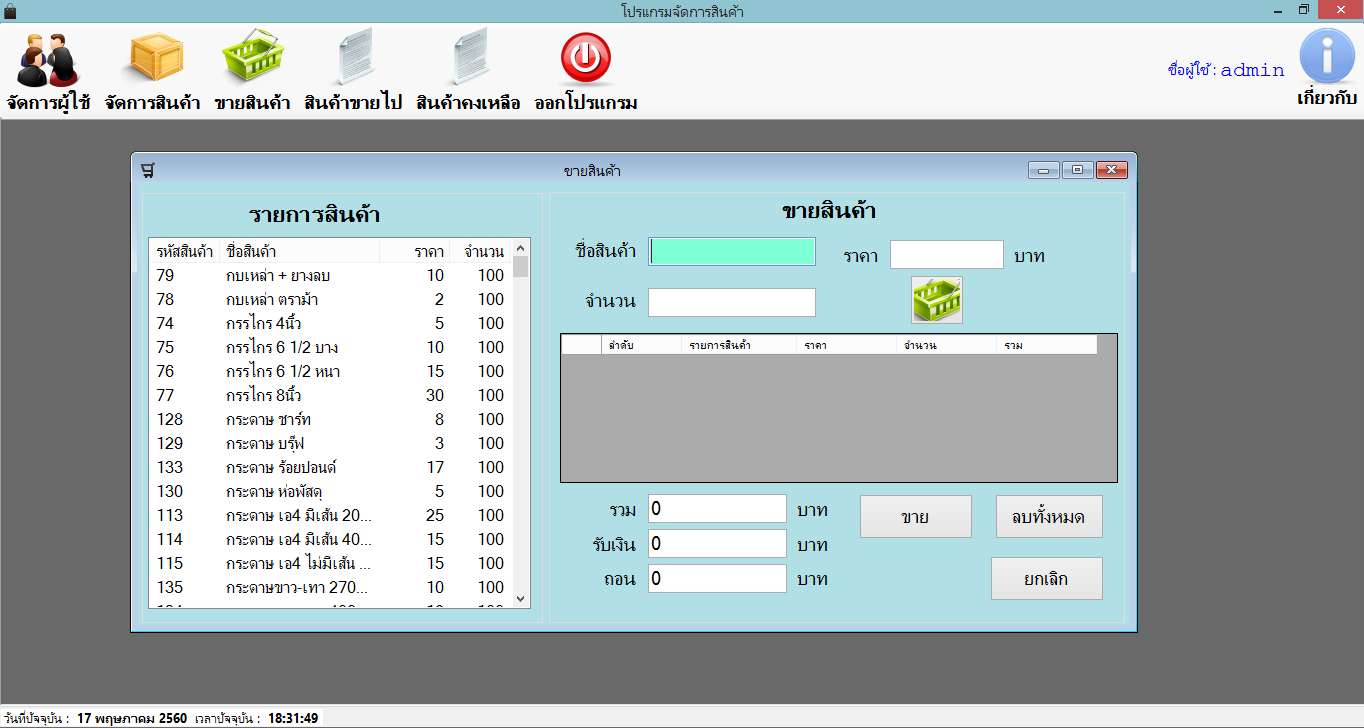 โปรแกรมจัดการสินค้า
จัดการผู้ใช้ จัดการสินค้า ขายสินค้า สินค้าขายไป สินค้าคงเหลือ ออกโปรแกรม
ชื่อผู้ใช้ : admin
เกี่ยวกับ
ขายสินค้า
รายการสินค้า
รหัสสินค้า ชื่อสินค้า ราคา จำนวน
79 กบเหล่า + ยางลบ 10 100
78 กบเหล่า ตราม้า 2 100
74 กรรไกร 4นิ้ว 5 100
75 กรรไกร 6 1/2 บาง 10 100
76 กรรไกร 6 1/2 หนา 15 100
77 กรรไกร 8นิ้ว 30 100
128 กระดาษ ชาร์ท 8 100
129 กระดาษ บรุ๊ฟ 3 100
133 กระดาษ ร้อยปอนด์ 17 100
130 กระดาษ ห่อพัสดุ 5 100
113 กระดาษ เอ4 มีเส้น 20... 25 100
114 กระดาษ เอ4 มีเส้น 40... 15 100
115 กระดาษ เอ4 ไม่มีเส้น ... 15 100
135 กระดาษขาว-เทา 270... 10 100
ขายสินค้า
ชื่อสินค้า ราคา บาท
จำนวน
ลำดับ รายการสินค้า ราคา จำนวน รวม
รวม 0 บาท ขาย ลบทั้งหมด
รับเงิน 0 บาท
ถอน 0 บาท ยกเลิก
วันที่ปัจจุบัน : 17 พฤษภาคม 2560 เวลาปัจจุบัน : 18:31:49